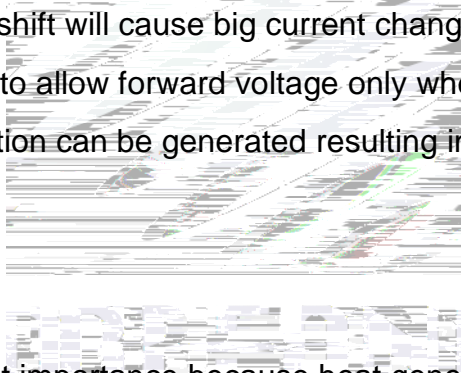 shift will cause big current chang
to allow forward voltage only whe
tion can be generated resulting in
t importance because heat gene